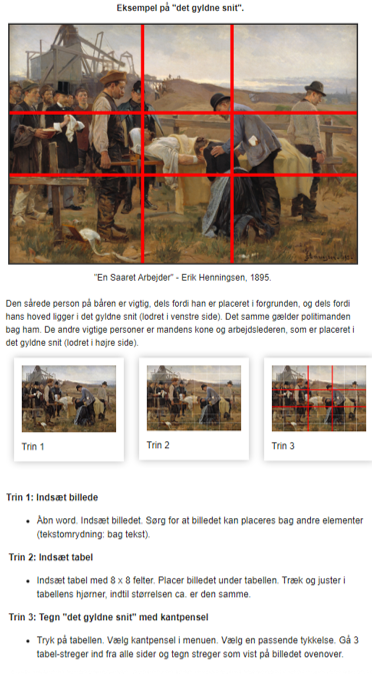 Eksempel på "det gyldne snit".
"En Saaret Arbejder" - Erik Henningsen, 1895.
Den sårede person på båren er vigtig, dels fordi han er placeret i forgrunden, og dels fordi
hans hoved ligger i det gyldne snit (lodret i venstre side). Det samme gælder politimanden
bag ham. De andre vigtige personer er mandens kone og arbejdslederen, som er placeret i
det gyldne snit (lodret i højre side).
Trin 1
Trin 2
Trin 3
Trin 1: Indsæt billede
• Åbn word. Indsæt billedet. Sørg for at billedet kan placeres bag andre elementer
(tekstomrydning: bag tekst).
Trin 2: Indsæt tabel
• Indsæt tabel med 8 x 8 felter. Placer billedet under tabellen. Træk og juster i
tabellens hjørner, indtil størrelsen ca. er den samme.
Trin 3: Tegn "det gyldne snit" med kantpensel
• Tryk på tabellen. Vælg kantpensel i menuen. Vælg en passende tykkelse. Gå 3
tabel-streger ind fra alle sider og tegn streger som vist på billedet ovenover.